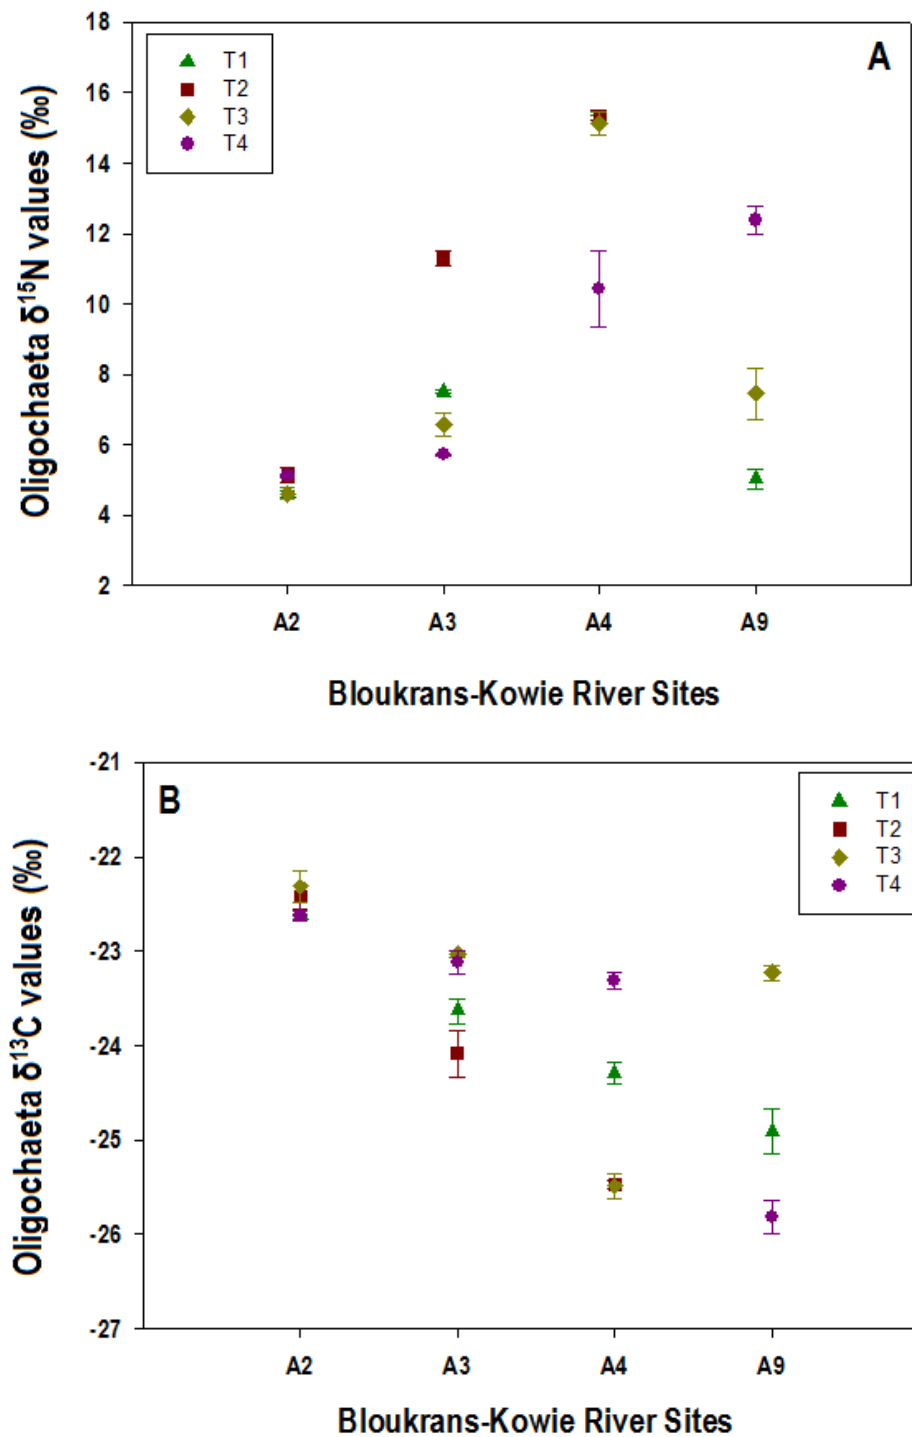 A
T1
T2
T3
T4
18
16
14
12
10
8
6
4
2
Oligochaeta δ¹⁵N values (‰)
A2 A3 A4 A9
Bloukrans-Kowie River Sites
B
T1
T2
T3
T4
-21
-22
-23
-24
-25
-26
-27
Oligochaeta δ¹³C values (‰)
A2 A3 A4 A9
Bloukrans-Kowie River Sites